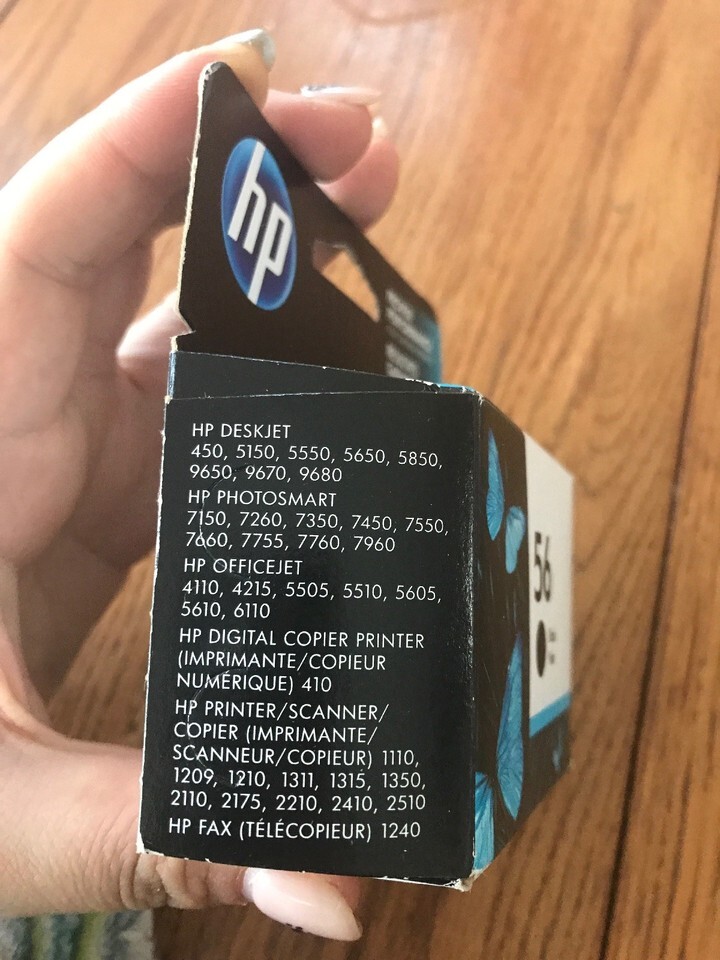 hp
HP DESKJET
450, 5150, 5550, 5650, 5850,
9650, 9670, 9680
HP PHOTOSMART
7150, 7260, 7350, 7450, 7550,
7660, 7755, 7760, 7960
HP OFFICEJET
4110, 4215, 5505, 5510, 5605,
5610, 6110
HP DIGITAL COPIER PRINTER
(IMPRIMANTE/COPIEUR
NUMÉRIQUE) 410
HP PRINTER/SCANNER/
COPIER (IMPRIMANTE/
SCANNEUR/COPIEUR) 1110,
1209, 1210, 1311, 1315, 1350,
2110, 2175, 2210, 2410, 2510
HP FAX (TÉLÉCOPIEUR) 1240
56